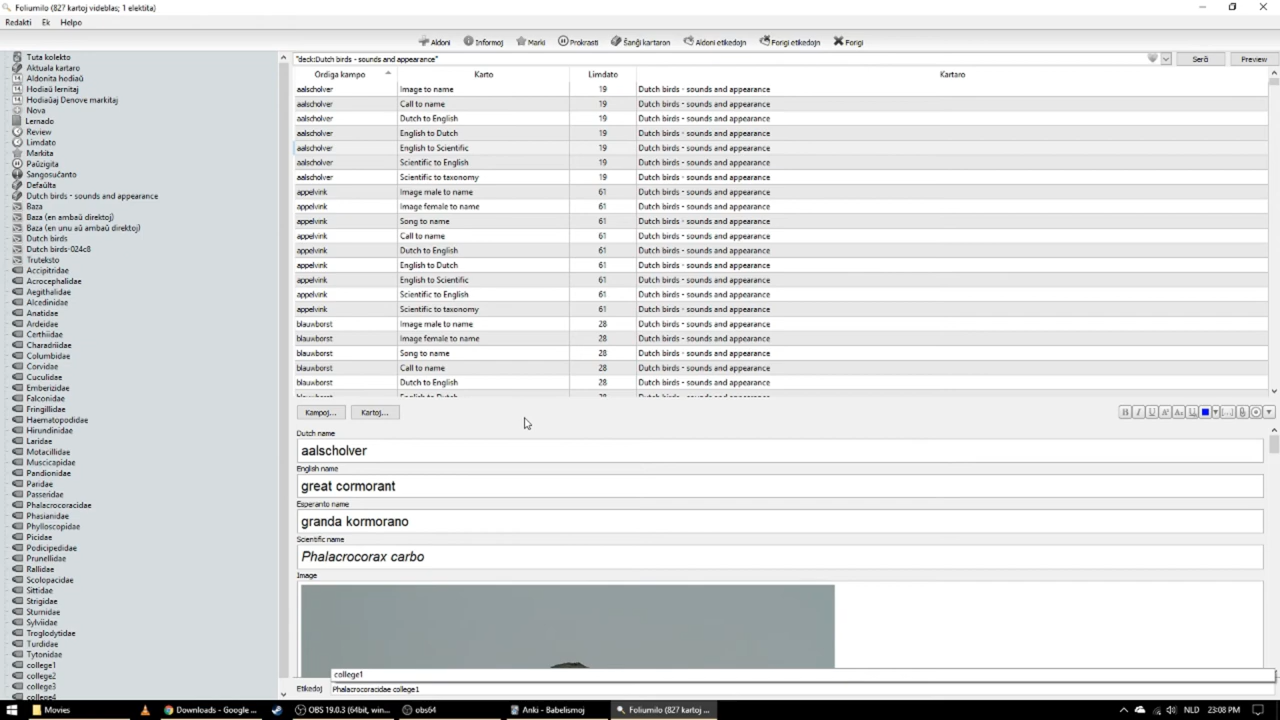 Foliumilo (827 kartoj videblas; 1 elektita)
Redakti Ek Helpo
Aldoni Informoj Marki Prokrasti Ŝanĝi kartaron Aldoni etikedojn Forigi etikedojn Forigi
Tuta kolekto
Aktuala kartaro
Aldonita hodiaŭ
Hodiaŭ lernitaj
Hodiaŭaj Denove markitaj
Nova
Lernado
Review
Limdato
Markita
Paŭzigita
Sangosuĉanto
Defaŭlta
Dutch birds - sounds and appearance
Baza
Baza (en ambaŭ direktoj)
Baza (en unu aŭ ambaŭ direktoj)
Dutch birds
Dutch birds-024c8
Truteksto
Accipitridae
Acrocephalidae
Aegithalidae
Alcedinidae
Anatidae
Ardeidae
Certhiidae
Charadriidae
Columbidae
Corvidae
Cuculidae
Emberizidae
Falconidae
Fringillidae
Haematopodidae
Hirundinidae
Laridae
Motacillidae
Muscicapidae
Pandionidae
Paridae
Passeridae
Phalacrocoracidae
Phasianidae
Phylloscopidae
Picidae
Podicipedidae
Prunellidae
Rallidae
Scolopacidae
Sittidae
Strigidae
Sturnidae
Sylviidae
Troglodytidae
Turdidae
Tytonidae
college1
college2
college3
college4
"deck:Dutch birds - sounds and appearance" Serĉ Preview
Ordiga kampo Karto Limdato Kartaro
aalscholver Image to name 19 Dutch birds - sounds and appearance
aalscholver Call to name 19 Dutch birds - sounds and appearance
aalscholver Dutch to English 19 Dutch birds - sounds and appearance
aalscholver English to Dutch 19 Dutch birds - sounds and appearance
aalscholver English to Scientific 19 Dutch birds - sounds and appearance
aalscholver Scientific to English 19 Dutch birds - sounds and appearance
aalscholver Scientific to taxonomy 19 Dutch birds - sounds and appearance
appelvink Image male to name 61 Dutch birds - sounds and appearance
appelvink Image female to name 61 Dutch birds - sounds and appearance
appelvink Song to name 61 Dutch birds - sounds and appearance
appelvink Call to name 61 Dutch birds - sounds and appearance
appelvink Dutch to English 61 Dutch birds - sounds and appearance
appelvink English to Dutch 61 Dutch birds - sounds and appearance
appelvink English to Scientific 61 Dutch birds - sounds and appearance
appelvink Scientific to English 61 Dutch birds - sounds and appearance
appelvink Scientific to taxonomy 61 Dutch birds - sounds and appearance
blauwborst Image male to name 28 Dutch birds - sounds and appearance
blauwborst Image female to name 28 Dutch birds - sounds and appearance
blauwborst Song to name 28 Dutch birds - sounds and appearance
blauwborst Call to name 28 Dutch birds - sounds and appearance
blauwborst Dutch to English 28 Dutch birds - sounds and appearance
Kampoj... Kartoj...
Dutch name
aalscholver
English name
great cormorant
Esperanto name
granda kormorano
Scientific name
Phalacrocorax carbo
Image
college1
Etikedoj Phalacrocoracidae college1
Movies Downloads - Google ... OBS 19.0.3 (64bit, win... obs64 Anki - Babelismoj Foliumilo (827 kartoj ... NLD 23:08 PM